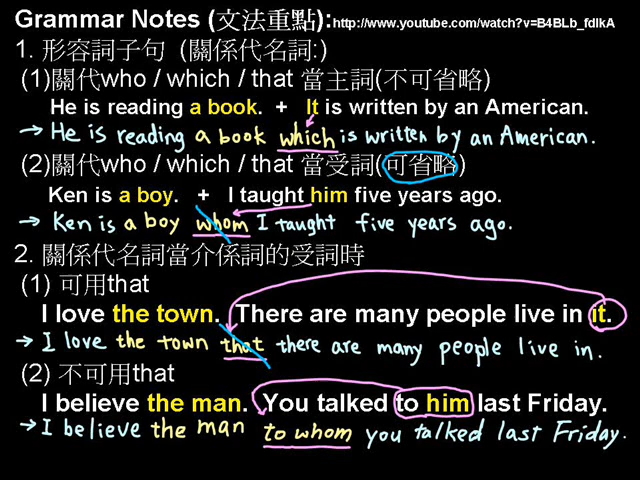 Grammar Notes (文法重點):http://www.youtube.com/watch?v=B4BLb_fdlkA
1. 形容詞子句 (關係代名詞:)
(1)關代who / which / that 當主詞(不可省略)
He is reading a book. + It is written by an American.
→ He is reading a book which is written by an American.
(2)關代who / which / that 當受詞(可省略)
Ken is a boy. + I taught him five years ago.
→ Ken is a boy whom I taught five years ago.
2. 關係代名詞當介係詞的受詞時
(1) 可用that
I love the town. There are many people live in it.
→ I love the town that there are many people live in.
(2) 不可用that
I believe the man. You talked to him last Friday.
→ I believe the man to whom you talked last Friday.